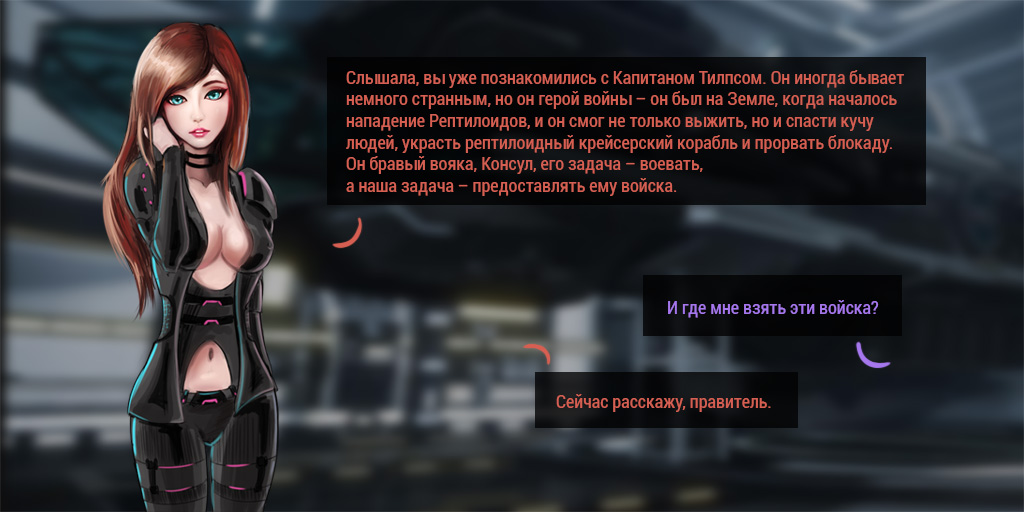 Слышала, вы уже познакомились с Капитаном Тилпсом. Он иногда бывает
немного странным, но он герой войны – он был на Земле, когда началось
нападение Рептилоидов, и он смог не только выжить, но и спасти кучу
людей, украсть рептилоидный крейсерский корабль и прорвать блокаду.
Он бравый вояка, Консул, его задача – воевать,
а наша задача – предоставлять ему войска.
И где мне взять эти войска?
Сейчас расскажу, правитель.